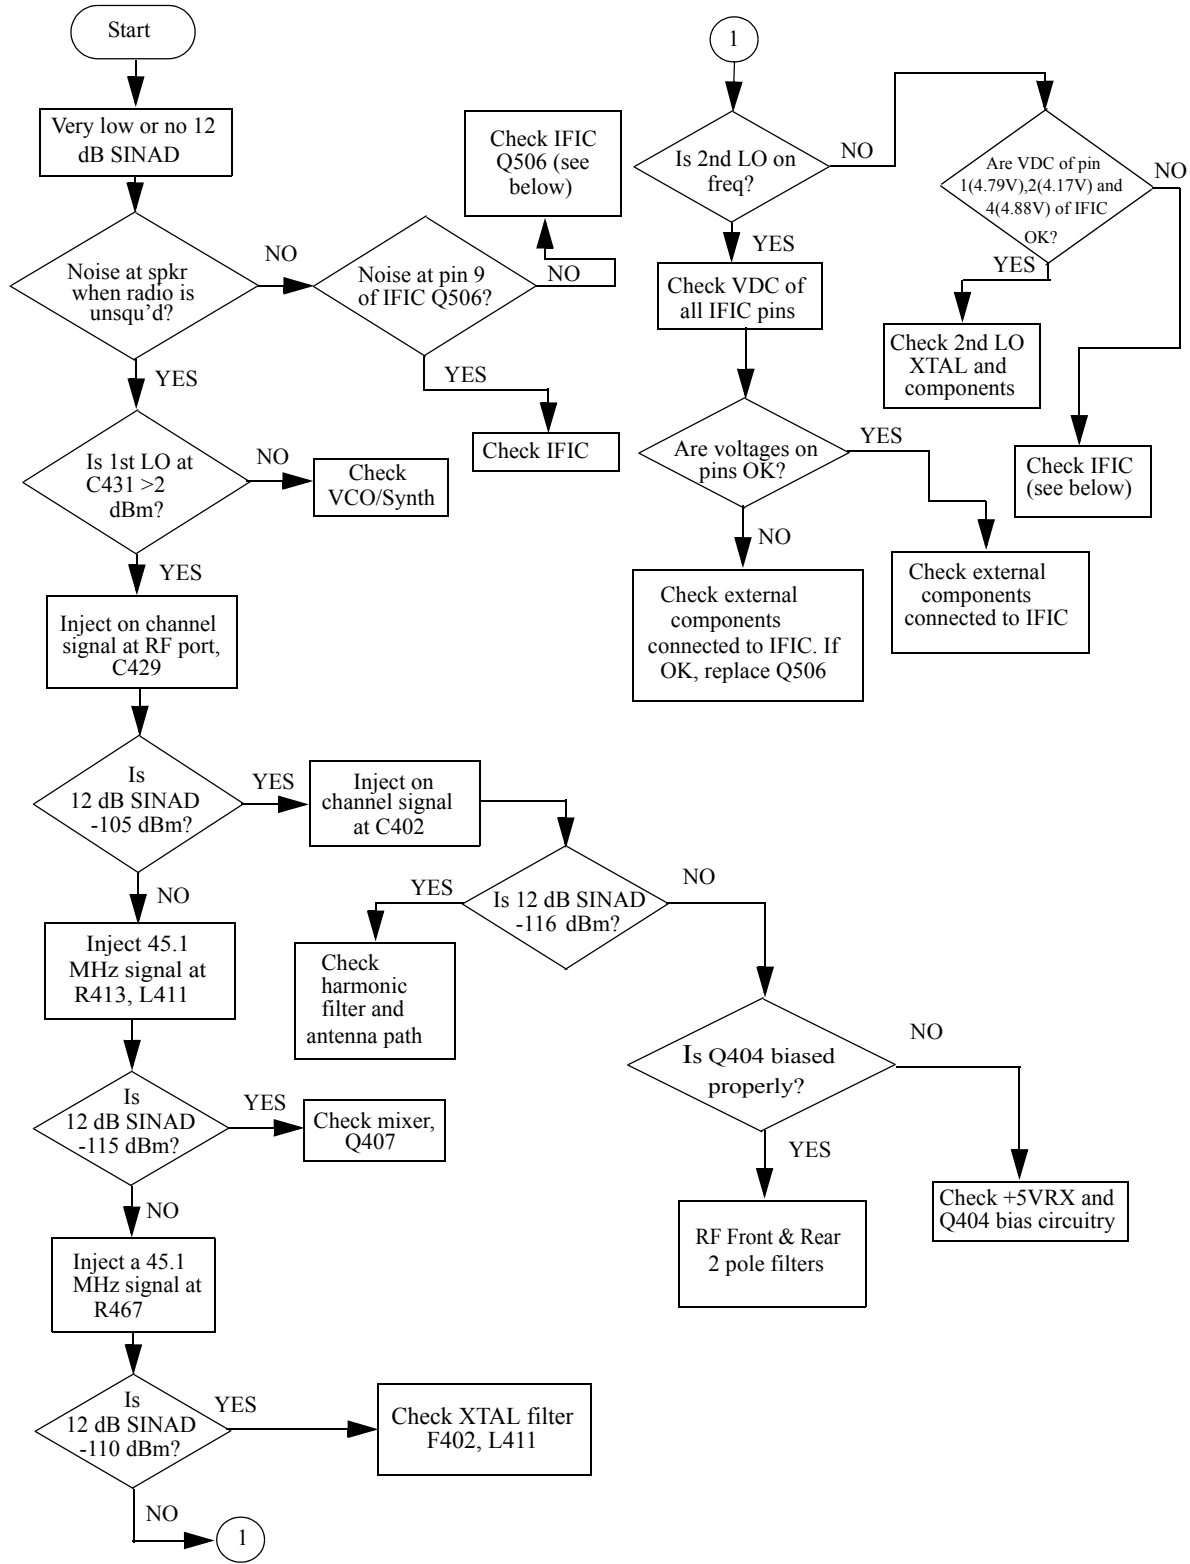 Start
Very low or no 12
dB SINAD
Noise at spkr
when radio is
unsqu'd?
NO
Noise at pin 9
of IFIC Q506?
NO
Check IFIC
Q506 (see
below)
YES
Check IFIC
YES
Is 1st LO at
C431 >2
dBm?
NO
Check
VCO/Synth
YES
Inject on channel
signal at RF port,
C429
Is
12 dB SINAD
-105 dBm?
YES
Inject on
channel signal
at C402
Is 12 dB SINAD
-116 dBm?
YES
Check
harmonic
filter and
antenna path
NO
Is Q404 biased
properly?
NO
Check +5VRX and
Q404 bias circuitry
YES
RF Front & Rear
2 pole filters
NO
Inject 45.1
MHz signal at
R413, L411
Is
12 dB SINAD
-115 dBm?
YES
Check mixer,
Q407
NO
Inject a 45.1
MHz signal at
R467
Is
12 dB SINAD
-110 dBm?
YES
Check XTAL filter
F402, L411
NO
1
1
Is 2nd LO on
freq?
NO
Are VDC of pin
1(4.79V),2(4.17V) and
4(4.88V) of IFIC
OK?
NO
YES
Check 2nd LO
XTAL and
components
Check IFIC
(see below)
YES
Check VDC of
all IFIC pins
Are voltages on
pins OK?
YES
Check external
components
connected to IFIC
NO
Check external
components
connected to IFIC. If
OK, replace Q506